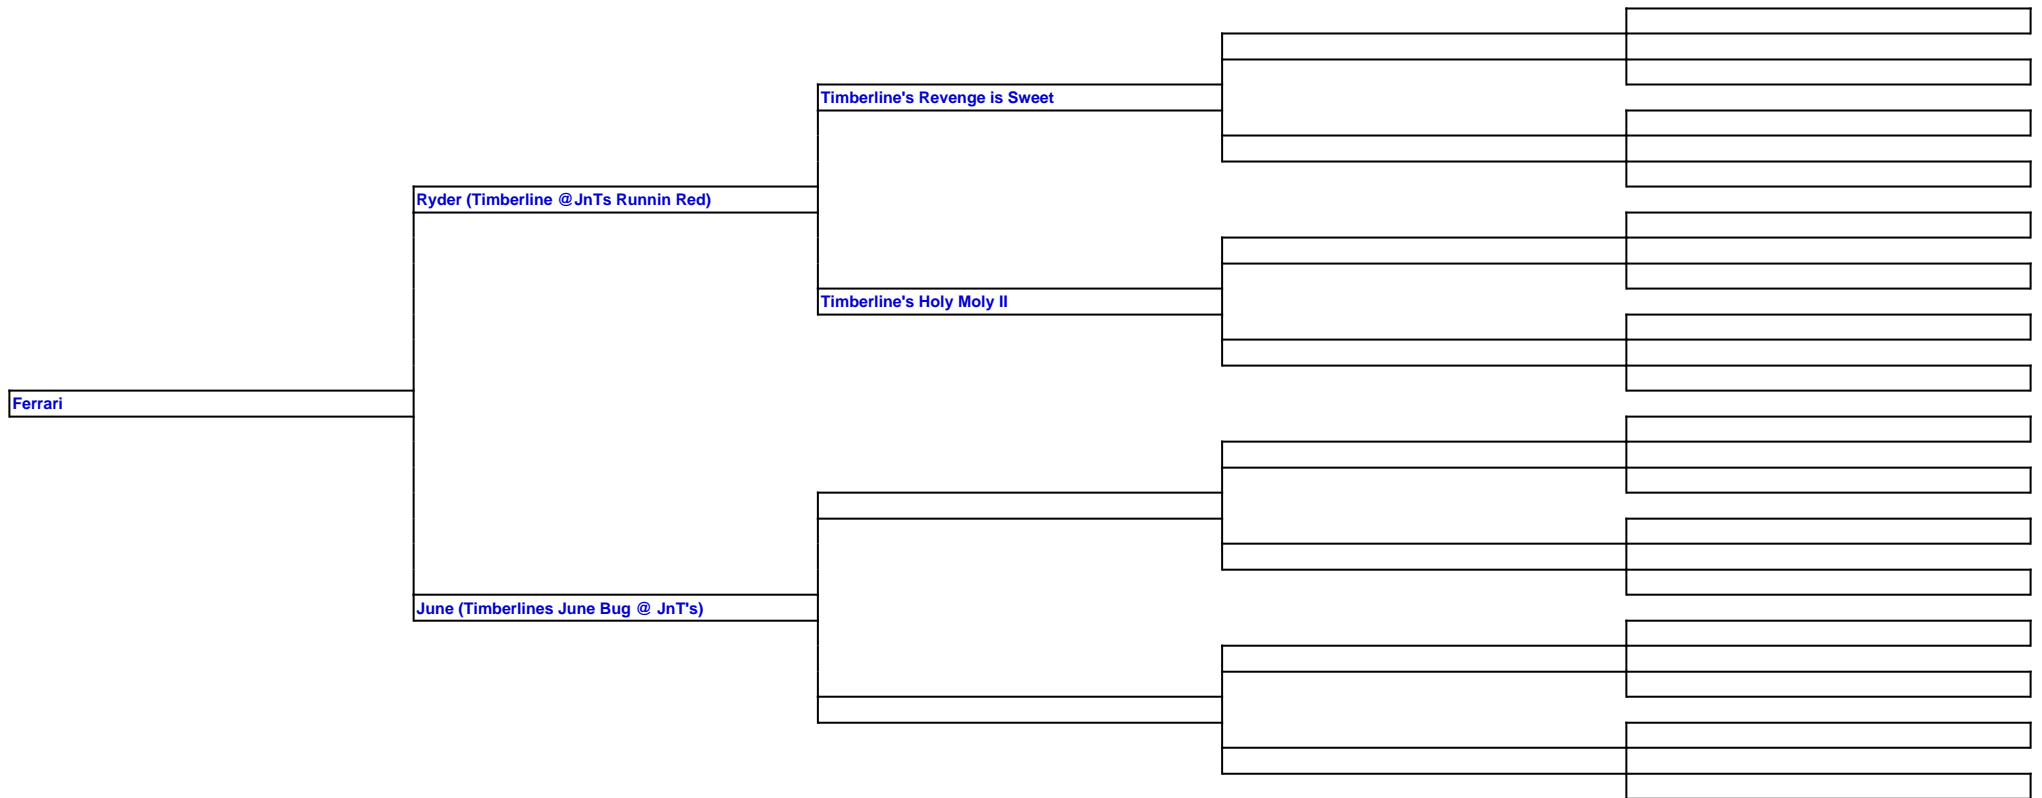 Timberline's Revenge is Sweet
Ryder (Timberline @JnTs Runnin Red)
Timberline's Holy Moly II
Ferrari
June (Timberlines June Bug @ JnT's)